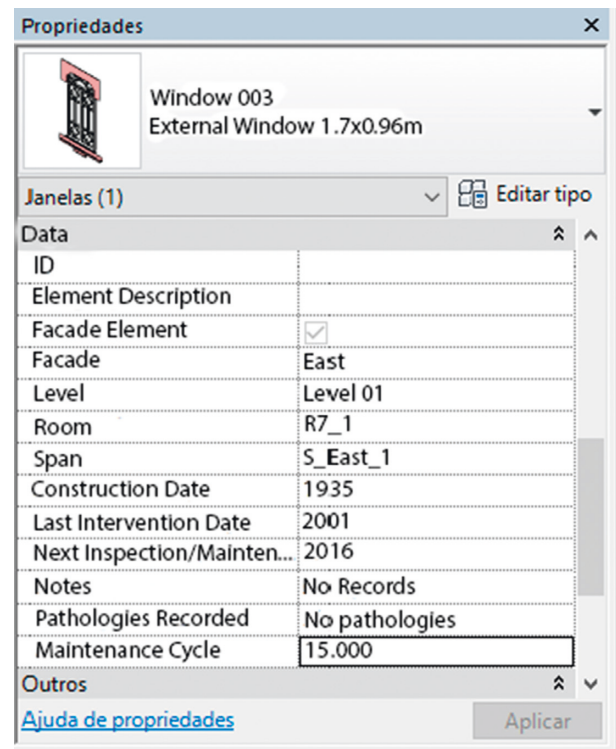 Propriedades
Window 003
External Window 1.7x0.96m
Janelas (1) Editar tipo
Data
ID
Element Description
Facade Element
Facade East
Level Level 01
Room R7_1
Span S_East_1
Construction Date 1935
Last Intervention Date 2001
Next Inspection/Mainten... 2016
Notes No Records
Pathologies Recorded No pathologies
Maintenance Cycle 15.000
Outros
Ajuda de propriedades Aplicar